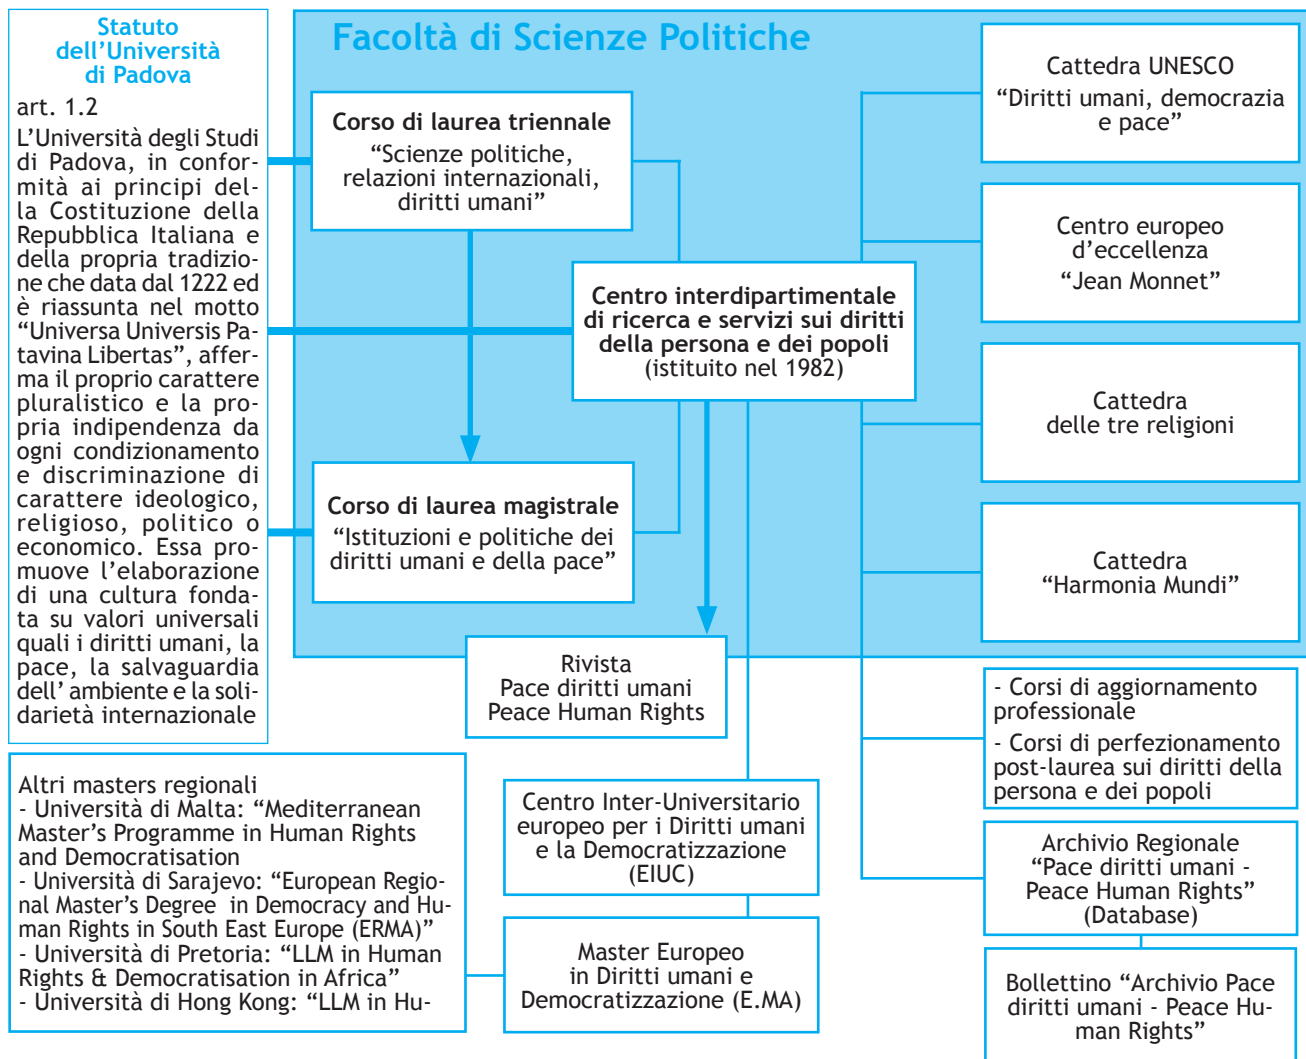 Statuto
dell’Università
di Padova
art. 1.2
L’Università degli Studi
di Padova, in confor-
mità ai principi del-
la Costituzione della
Repubblica Italiana e
della propria tradizio-
ne che data dal 1222 ed
è riassunta nel motto
“Universa Universis Pa-
tavina Libertas”, affer-
ma il proprio carattere
pluralistico e la pro-
pria indipendenza da
ogni condizionamento
e discriminazione di
carattere ideologico,
religioso, politico o
economico. Essa pro-
muove l’elaborazione
di una cultura fonda-
ta su valori universali
quali i diritti umani, la
pace, la salvaguardia
dell’ ambiente e la soli-
darietà internazionale
Facoltà di Scienze Politiche
Corso di laurea triennale
“Scienze politiche,
relazioni internazionali,
diritti umani”
Centro interdipartimentale
di ricerca e servizi sui diritti
della persona e dei popoli
(istituito nel 1982)
Corso di laurea magistrale
“Istituzioni e politiche dei
diritti umani e della pace”
Cattedra UNESCO
“Diritti umani, democrazia
e pace”
Centro europeo
d’eccellenza
“Jean Monnet”
Cattedra
delle tre religioni
Cattedra
“Harmonia Mundi”
Rivista
Pace diritti umani
Peace Human Rights
- Corsi di aggiornamento
professionale
- Corsi di perfezionamento
post-laurea sui diritti della
persona e dei popoli
Altri masters regionali
- Università di Malta: “Mediterranean
Master’s Programme in Human Rights
and Democratisation
- Università di Sarajevo: “European Regio-
nal Master’s Degree in Democracy and Hu-
man Rights in South East Europe (ERMA)”
- Università di Pretoria: “LLM in Human
Rights & Democratisation in Africa”
- Università di Hong Kong: “LLM in Hu-
Centro Inter-Universitario
europeo per i Diritti umani
e la Democratizzazione
(EIUC)
Master Europeo
in Diritti umani e
Democratizzazione (E.MA)
Archivio Regionale
“Pace diritti umani -
Peace Human Rights”
(Database)
Bollettino “Archivio Pace
diritti umani - Peace Hu-
man Rights”